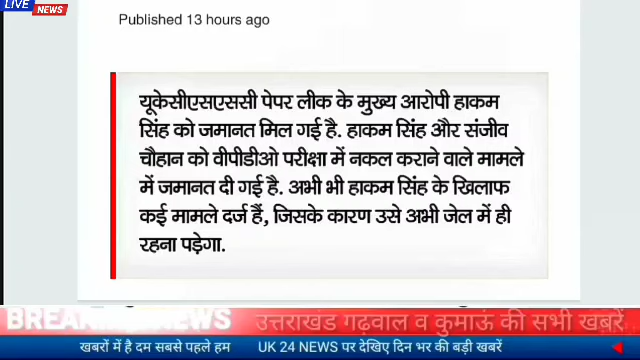 LIVE
NEWS
Published 13 hours ago
यूकेसीएसएससी पेपर लीक के मुख्य आरोपी हाकम
सिंह को जमानत मिल गई है. हाकम सिंह और संजीव
चौहान को वीपीडीओ परीक्षा में नकल कराने वाले मामले
में जमानत दी गई है. अभी भी हाकम सिंह के खिलाफ
कई मामले दर्ज हैं, जिसके कारण उसे अभी जेल में ही
रहना पड़ेगा.
BREAKING NEWS
उत्तराखंड गढ़वाल व कुमाऊं की सभी खबरें
खबरों में है दम सबसे पहले हम UK 24 NEWS पर देखिए दिन भर की बड़ी खबरें